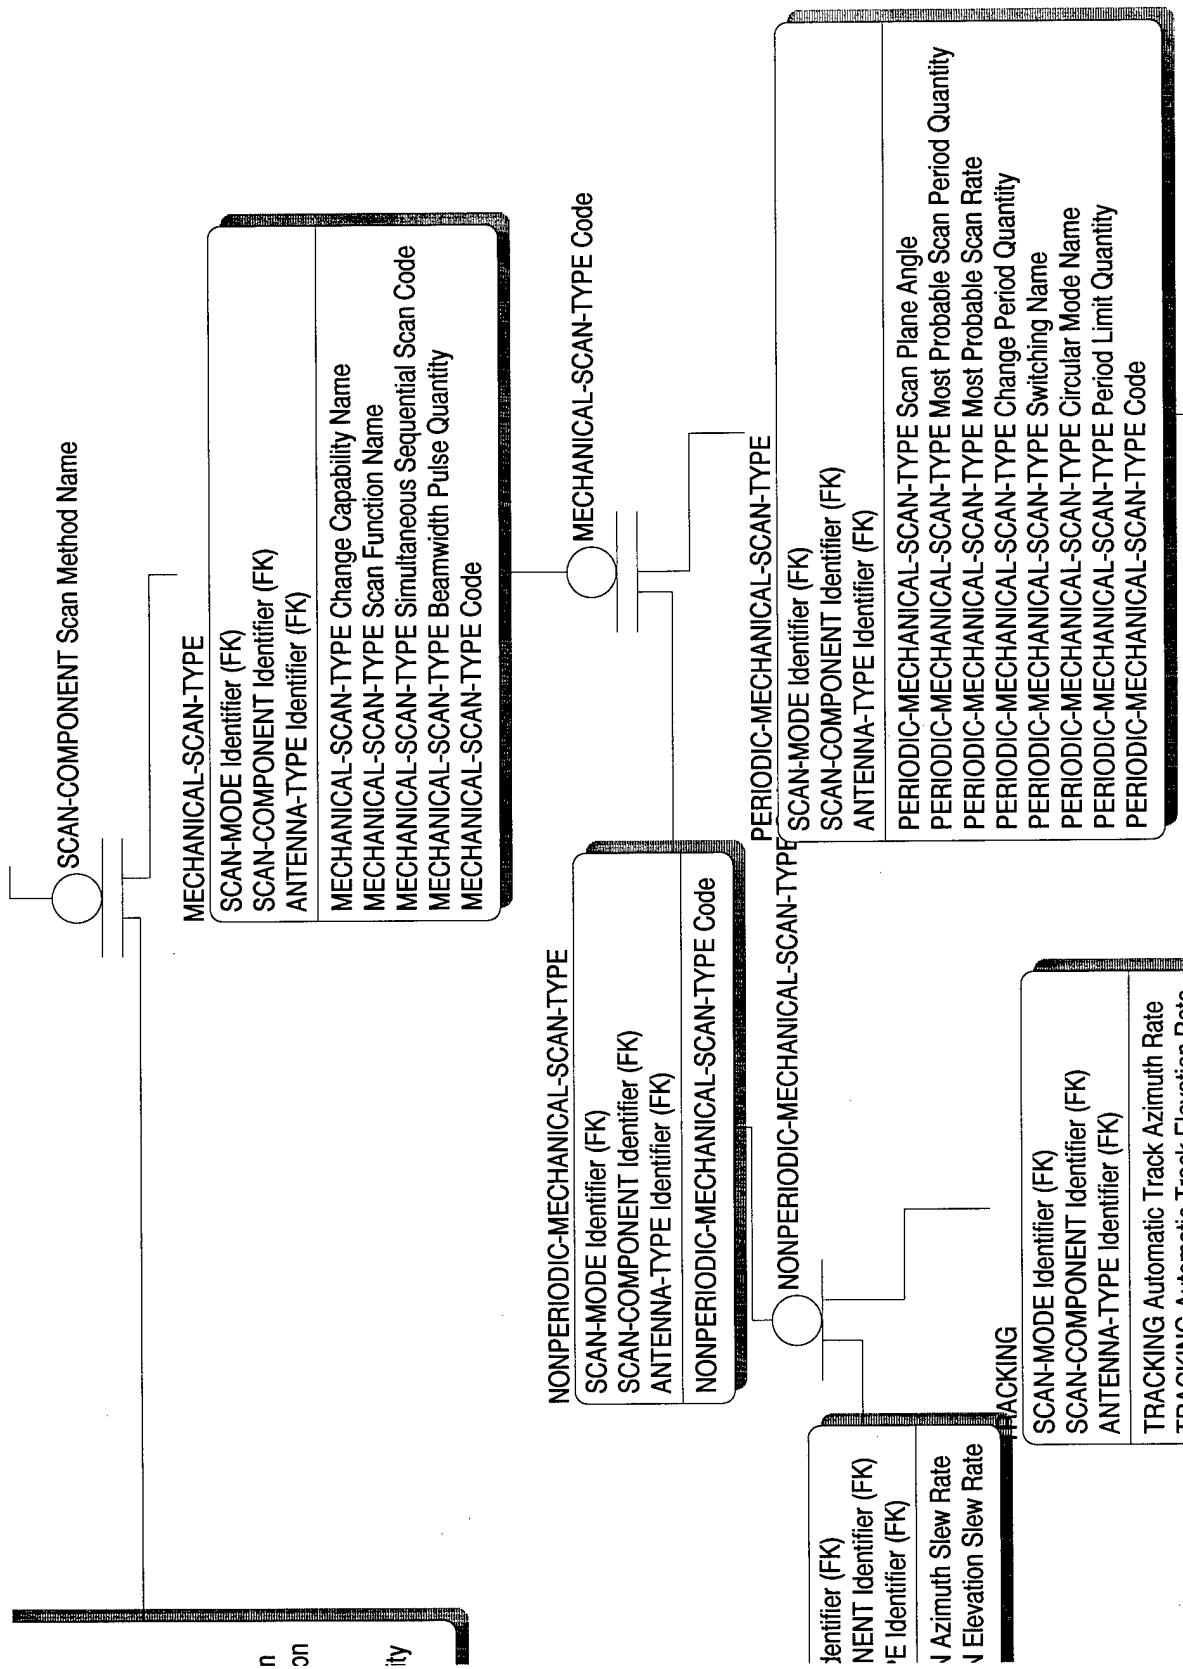 SCAN-COMPONENT Scan Method Name
MECHANICAL-SCAN-TYPE
SCAN-MODE Identifier (FK)
SCAN-COMPONENT Identifier (FK)
ANTENNA-TYPE Identifier (FK)
MECHANICAL-SCAN-TYPE Change Capability Name
MECHANICAL-SCAN-TYPE Scan Function Name
MECHANICAL-SCAN-TYPE Simultaneous Sequential Scan Code
MECHANICAL-SCAN-TYPE Beamwidth Pulse Quantity
MECHANICAL-SCAN-TYPE Code
MECHANICAL-SCAN-TYPE Code
NONPERIODIC-MECHANICAL-SCAN-TYPE
SCAN-MODE Identifier (FK)
SCAN-COMPONENT Identifier (FK)
ANTENNA-TYPE Identifier (FK)
NONPERIODIC-MECHANICAL-SCAN-TYPE Code
PERIODIC-MECHANICAL-SCAN-TYPE
SCAN-MODE Identifier (FK)
SCAN-COMPONENT Identifier (FK)
ANTENNA-TYPE Identifier (FK)
PERIODIC-MECHANICAL-SCAN-TYPE Scan Plane Angle
PERIODIC-MECHANICAL-SCAN-TYPE Most Probable Scan Period Quantity
PERIODIC-MECHANICAL-SCAN-TYPE Most Probable Scan Rate
PERIODIC-MECHANICAL-SCAN-TYPE Change Period Quantity
PERIODIC-MECHANICAL-SCAN-TYPE Switching Name
PERIODIC-MECHANICAL-SCAN-TYPE Circular Mode Name
PERIODIC-MECHANICAL-SCAN-TYPE Period Limit Quantity
PERIODIC-MECHANICAL-SCAN-TYPE Code
NONPERIODIC-MECHANICAL-SCAN-TYPE
TRACKING
SCAN-MODE Identifier (FK)
SCAN-COMPONENT Identifier (FK)
ANTENNA-TYPE Identifier (FK)
TRACKING Automatic Track Azimuth Rate
TRACKING Automatic Track Elevation Rate
dentifier (FK)
NENT Identifier (FK)
E Identifier (FK)
Azimuth Slew Rate
Elevation Slew Rate
n
on
ity